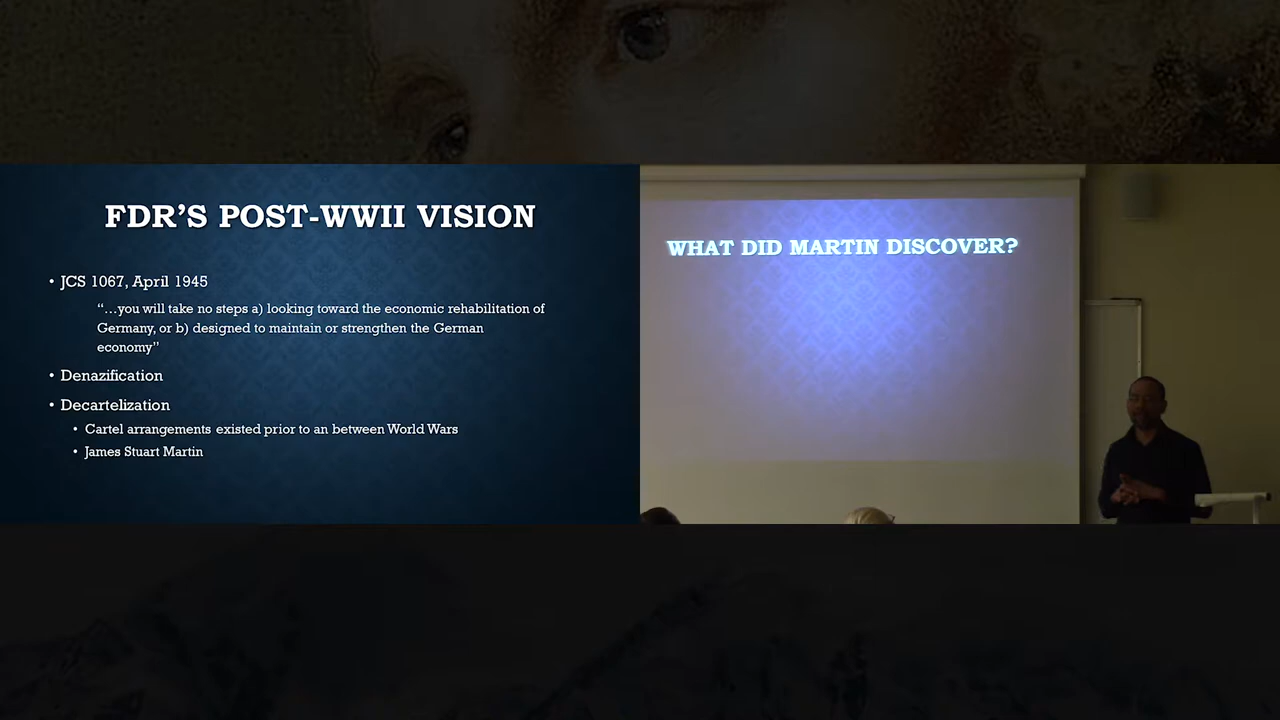 FDR'S POST-WWII VISION
• JCS 1067, April 1945
"...you will take no steps a) looking toward the economic rehabilitation of
Germany, or b) designed to maintain or strengthen the German
economy"
• Denazification
• Decartelization
• Cartel arrangements existed prior to an between World Wars
• James Stuart Martin
WHAT DID MARTIN DISCOVER?